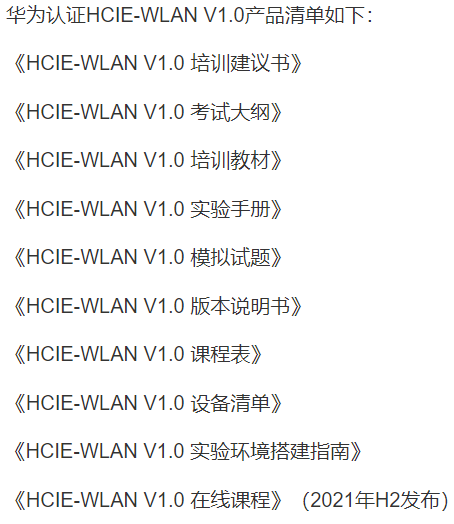 华为认证HCIE-WLAN V1.0产品清单如下：
《HCIE-WLAN V1.0 培训建议书》
《HCIE-WLAN V1.0 考试大纲》
《HCIE-WLAN V1.0 培训教材》
《HCIE-WLAN V1.0 实验手册》
《HCIE-WLAN V1.0 模拟试题》
《HCIE-WLAN V1.0 版本说明书》
《HCIE-WLAN V1.0 课程表》
《HCIE-WLAN V1.0 设备清单》
《HCIE-WLAN V1.0 实验环境搭建指南》
《HCIE-WLAN V1.0 在线课程》（2021年H2发布）